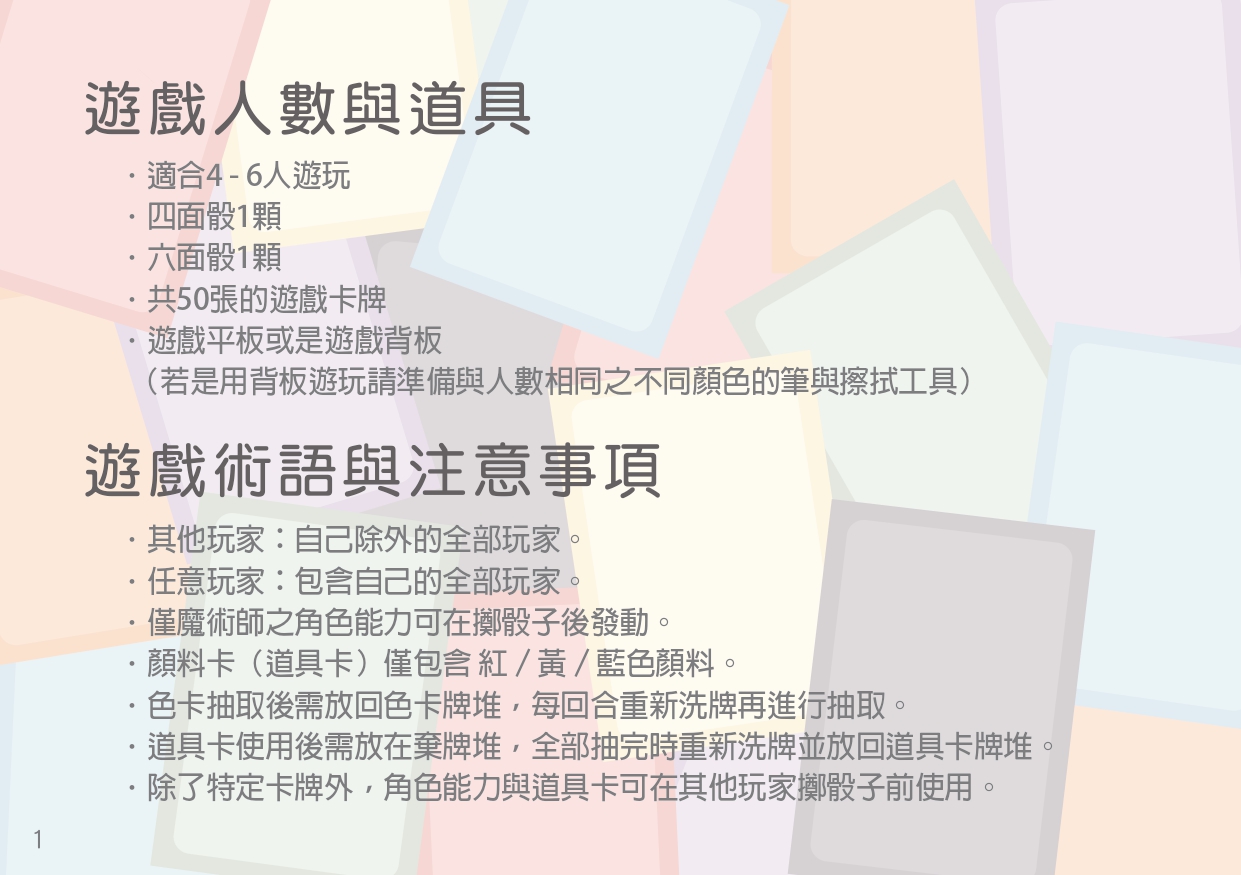 遊戲人數與道具
．適合4 - 6人遊玩
．四面骰1顆
．六面骰1顆
．共50張的遊戲卡牌
．遊戲平板或是遊戲背板
（若是用背板遊玩請準備與人數相同之不同顏色的筆與擦拭工具）
遊戲術語與注意事項
．其他玩家：自己除外的全部玩家。
．任意玩家：包含自己的全部玩家。
．僅魔術師之角色能力可在擲骰子後發動。
．顏料卡（道具卡）僅包含 紅 / 黃 / 藍色顏料。
．色卡抽取後需放回色卡牌堆，每回合重新洗牌再進行抽取。
．道具卡使用後需放在棄牌堆，全部抽完時重新洗牌並放回道具卡牌堆。
．除了特定卡牌外，角色能力與道具卡可在其他玩家擲骰子前使用。
1